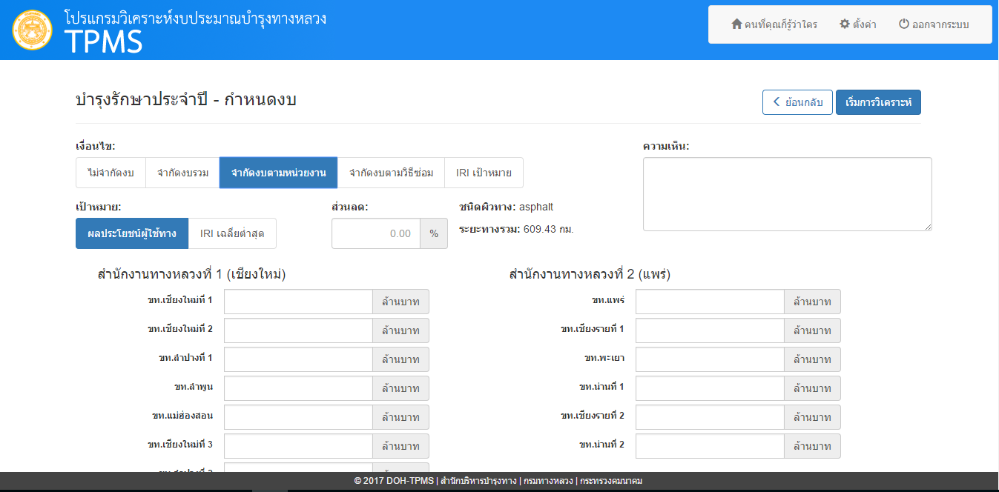 โปรแกรมวิเคราะห์งบประมาณบำรุงทางหลวง
TPMS
คนที่คุณก็รู้ว่าใคร ตั้งค่า ออกจากระบบ
บำรุงรักษาประจำปี - กำหนดงบ
ย้อนกลับ เริ่มการวิเคราะห์
เงื่อนไข: ความเห็น:
ไม่จำกัดงบ จำกัดงบรวม จำกัดงบตามหน่วยงาน จำกัดงบตามวิธีซ่อม IRI เป้าหมาย
เป้าหมาย: ส่วนลด: ชนิดผิวทาง: asphalt
ผลประโยชน์ผู้ใช้ทาง IRI เฉลี่ยต่ำสุด 0.00 % ระยะทางรวม: 609.43 กม.
สำนักงานทางหลวงที่ 1 (เชียงใหม่) สำนักงานทางหลวงที่ 2 (แพร่)
ขท.เชียงใหม่ที่ 1 ล้านบาท ขท.แพร่ ล้านบาท
ขท.เชียงใหม่ที่ 2 ล้านบาท ขท.เชียงรายที่ 1 ล้านบาท
ขท.ลำปางที่ 1 ล้านบาท ขท.พะเยา ล้านบาท
ขท.ลำพูน ล้านบาท ขท.น่านที่ 1 ล้านบาท
ขท.แม่ฮ่องสอน ล้านบาท ขท.เชียงรายที่ 2 ล้านบาท
ขท.เชียงใหม่ที่ 3 ล้านบาท ขท.น่านที่ 2 ล้านบาท
© 2017 DOH-TPMS | สำนักบริหารบำรุงทาง | กรมทางหลวง | กระทรวงคมนาคม